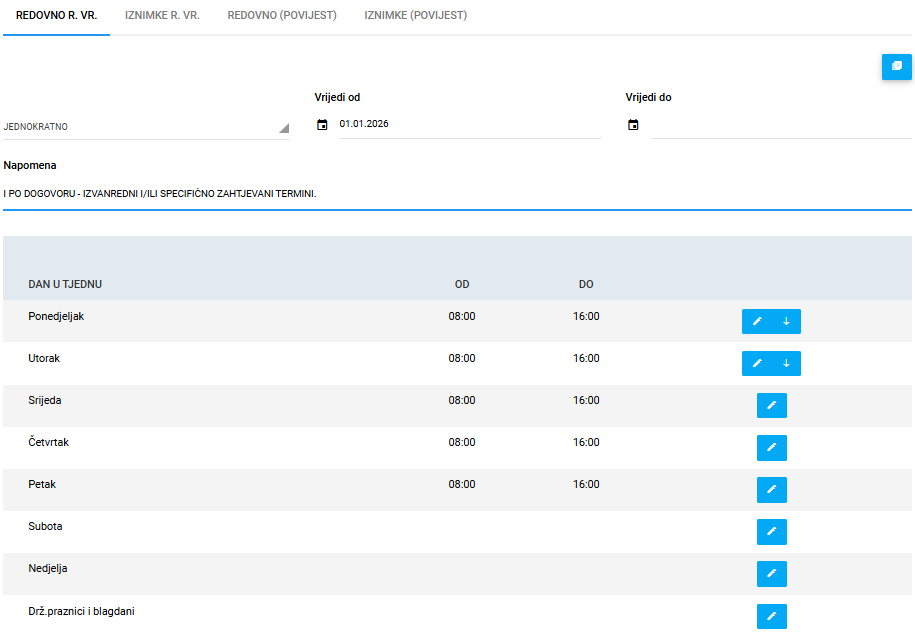 REDOVNO R. VR. IZNIMKE R. VR. REDOVNO (POVIJEST) IZNIMKE (POVIJEST)
Vrijedi od Vrijedi do
JEDNOKRATNO 01.01.2026
Napomena
I PO DOGOVORU - IZVANREDNI I/ILI SPECIFIČNO ZAHTJEVANI TERMINI.
DAN U TJEDNU OD DO
Ponedjeljak 08:00 16:00
Utorak 08:00 16:00
Srijeda 08:00 16:00
Četvrtak 08:00 16:00
Petak 08:00 16:00
Subota
Nedjelja
Drž.praznici i blagdani